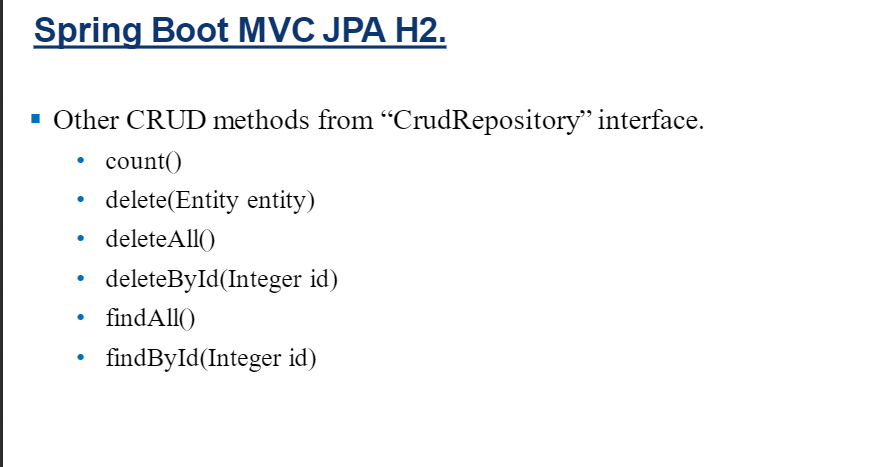 Spring Boot MVC JPA H2.
▪ Other CRUD methods from “CrudRepository” interface.
• count()
• delete(Entity entity)
• deleteAll()
• deleteById(Integer id)
• findAll()
• findById(Integer id)